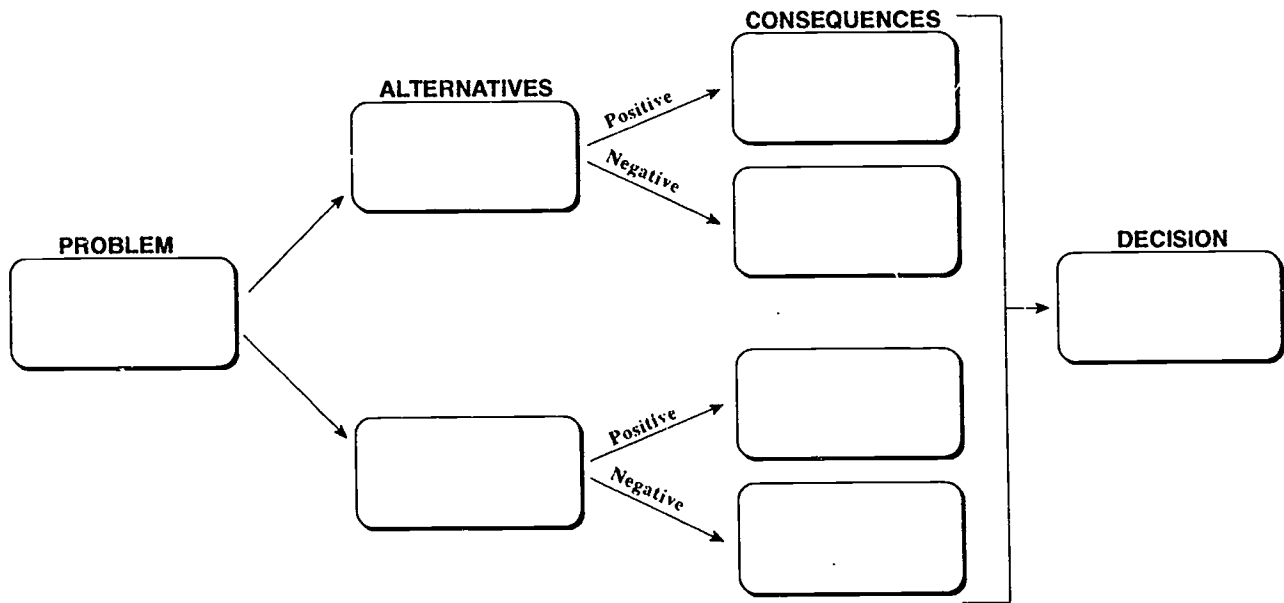 CONSEQUENCES
ALTERNATIVES
Positive
Negative
PROBLEM
DECISION
Positive
Negative